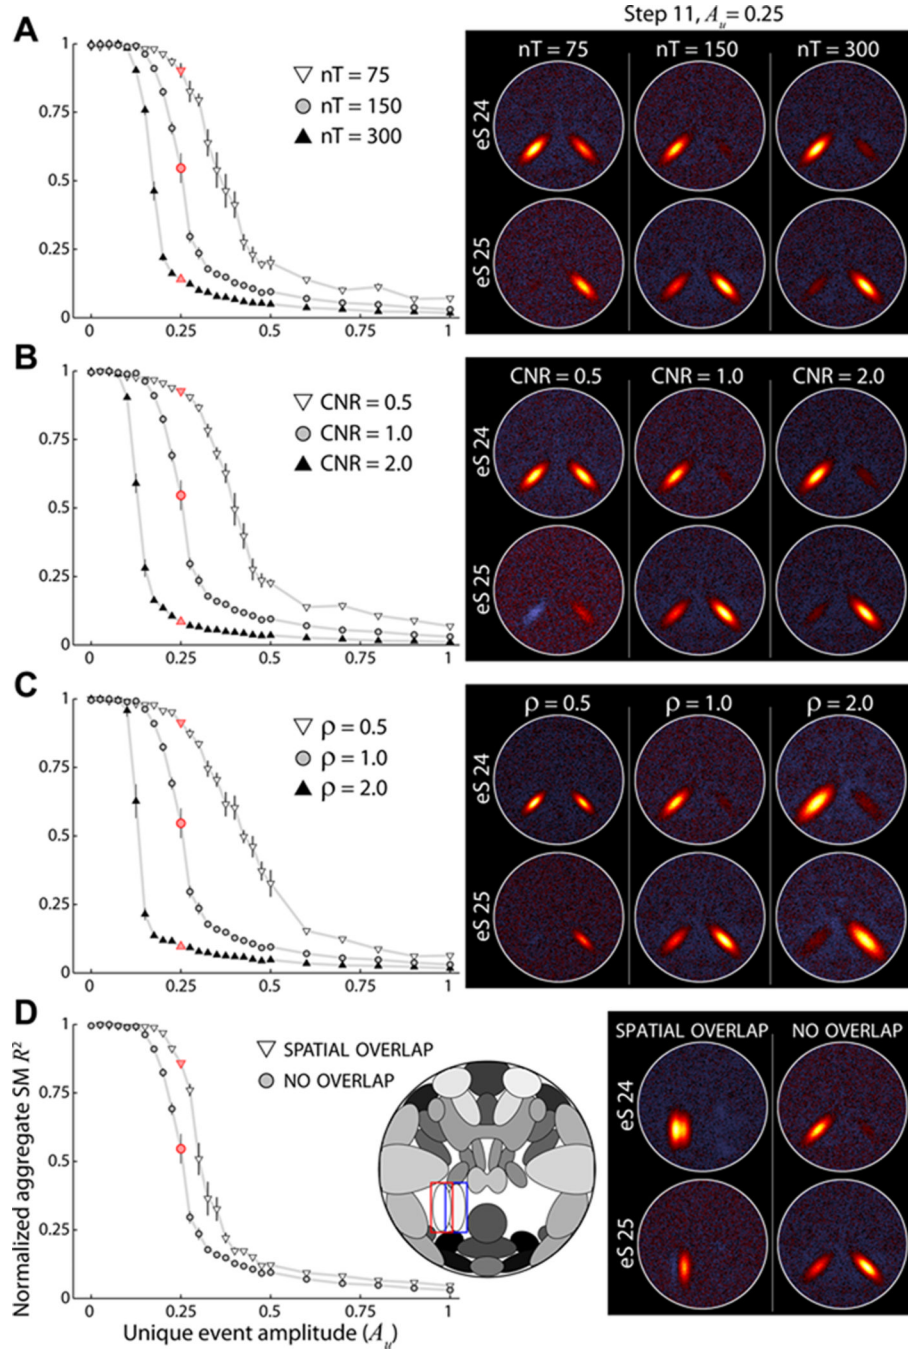 Step 11, Au = 0.25
A
1
0.75
0.5
0.25
0
0 0.25 0.5 0.75 1
nT = 75
nT = 150
nT = 300
nT = 75 nT = 150 nT = 300
eS 24
eS 25
B
1
0.75
0.5
0.25
0
0 0.25 0.5 0.75 1
CNR = 0.5
CNR = 1.0
CNR = 2.0
CNR = 0.5 CNR = 1.0 CNR = 2.0
eS 24
eS 25
C
1
0.75
0.5
0.25
0
0 0.25 0.5 0.75 1
ρ = 0.5
ρ = 1.0
ρ = 2.0
ρ = 0.5 ρ = 1.0 ρ = 2.0
eS 24
eS 25
D
Normalized aggregate SM R²
1
0.75
0.5
0.25
0
0 0.25 0.5 0.75 1
Unique event amplitude (Au)
SPATIAL OVERLAP
NO OVERLAP
SPATIAL OVERLAP NO OVERLAP
eS 24
eS 25